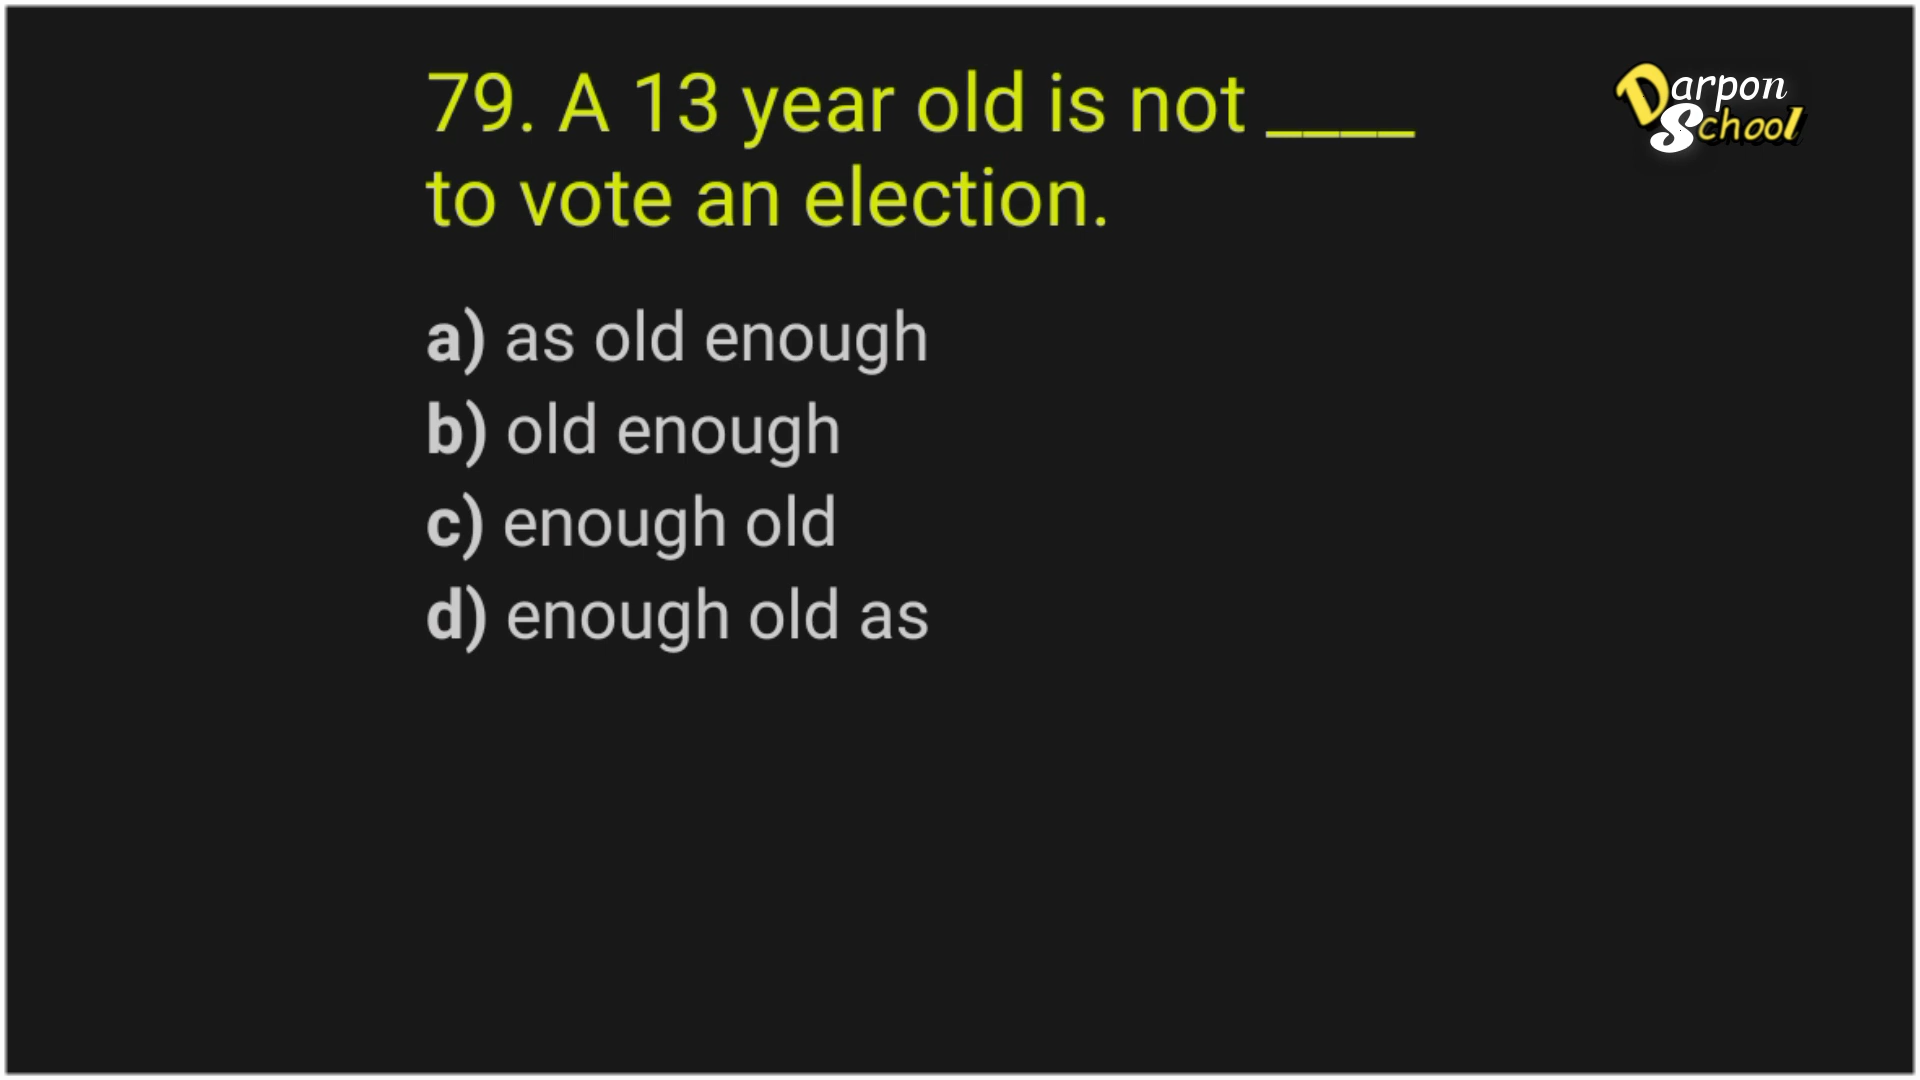 79. A 13 year old is not ____
to vote an election.
a) as old enough
b) old enough
c) enough old
d) enough old as
Darpon
School